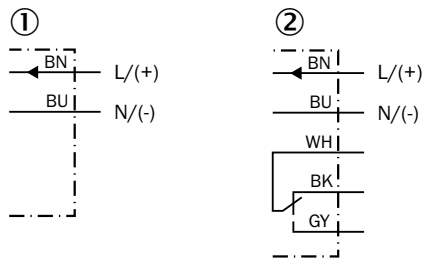 ①
BN L/(+)
BU N/(-)
②
BN L/(+)
BU N/(-)
WH
BK
GY